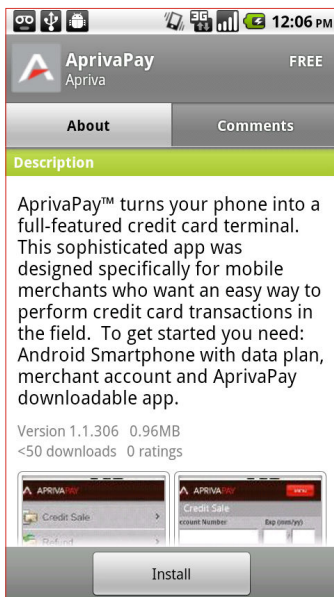 3G 12:06 PM
AprivaPay FREE
Apriva
About Comments
Description
AprivaPay™ turns your phone into a
full-featured credit card terminal.
This sophisticated app was
designed specifically for mobile
merchants who want an easy way to
perform credit card transactions in
the field.  To get started you need:
Android Smartphone with data plan,
merchant account and AprivaPay
downloadable app.
Version 1.1.306 0.96MB
<50 downloads 0 ratings
APRIVAPAY APRIVAPAY
Credit Sale > Credit Sale
ccount Number Exp (mm/yy)
Refund
Install